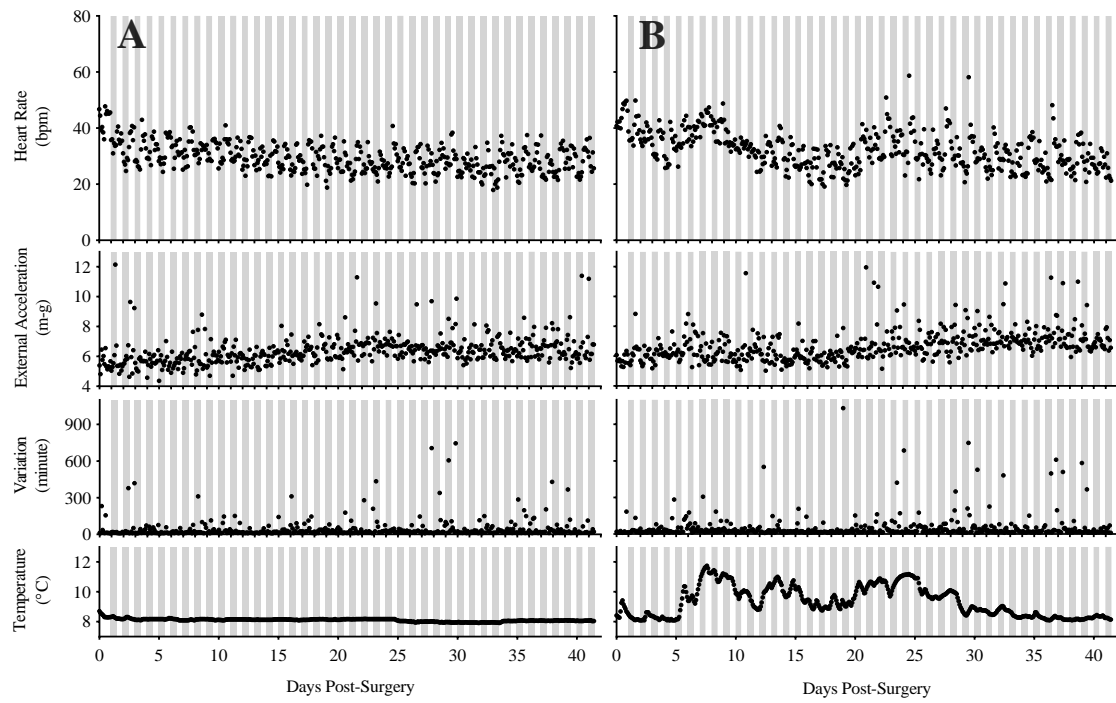 A
B
Heart Rate
(bpm)
80
60
40
20
0
External Acceleration
(m-g)
12
10
8
6
4
Variation
(minute)
900
600
300
0
Temperature
(°C)
12
10
8
0 5 10 15 20 25 30 35 40
0 5 10 15 20 25 30 35 40
Days Post-Surgery
Days Post-Surgery